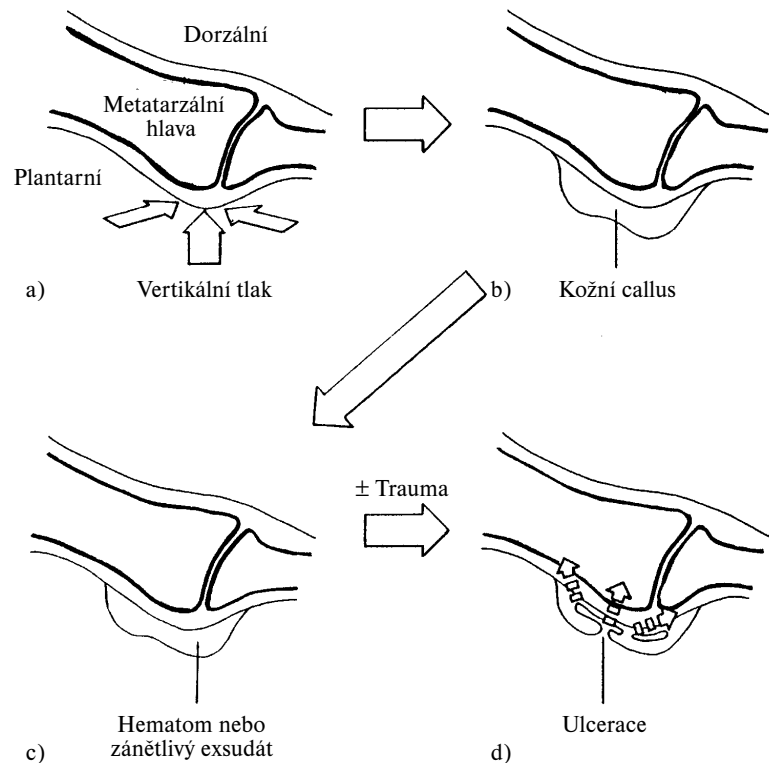 Dorzální
Metatarzální
hlava
Plantarní
a)
Vertikální tlak
b)
Kožní callus
± Trauma
Hematom nebo
zánětlivý exsudát
c)
Ulcerace
d)